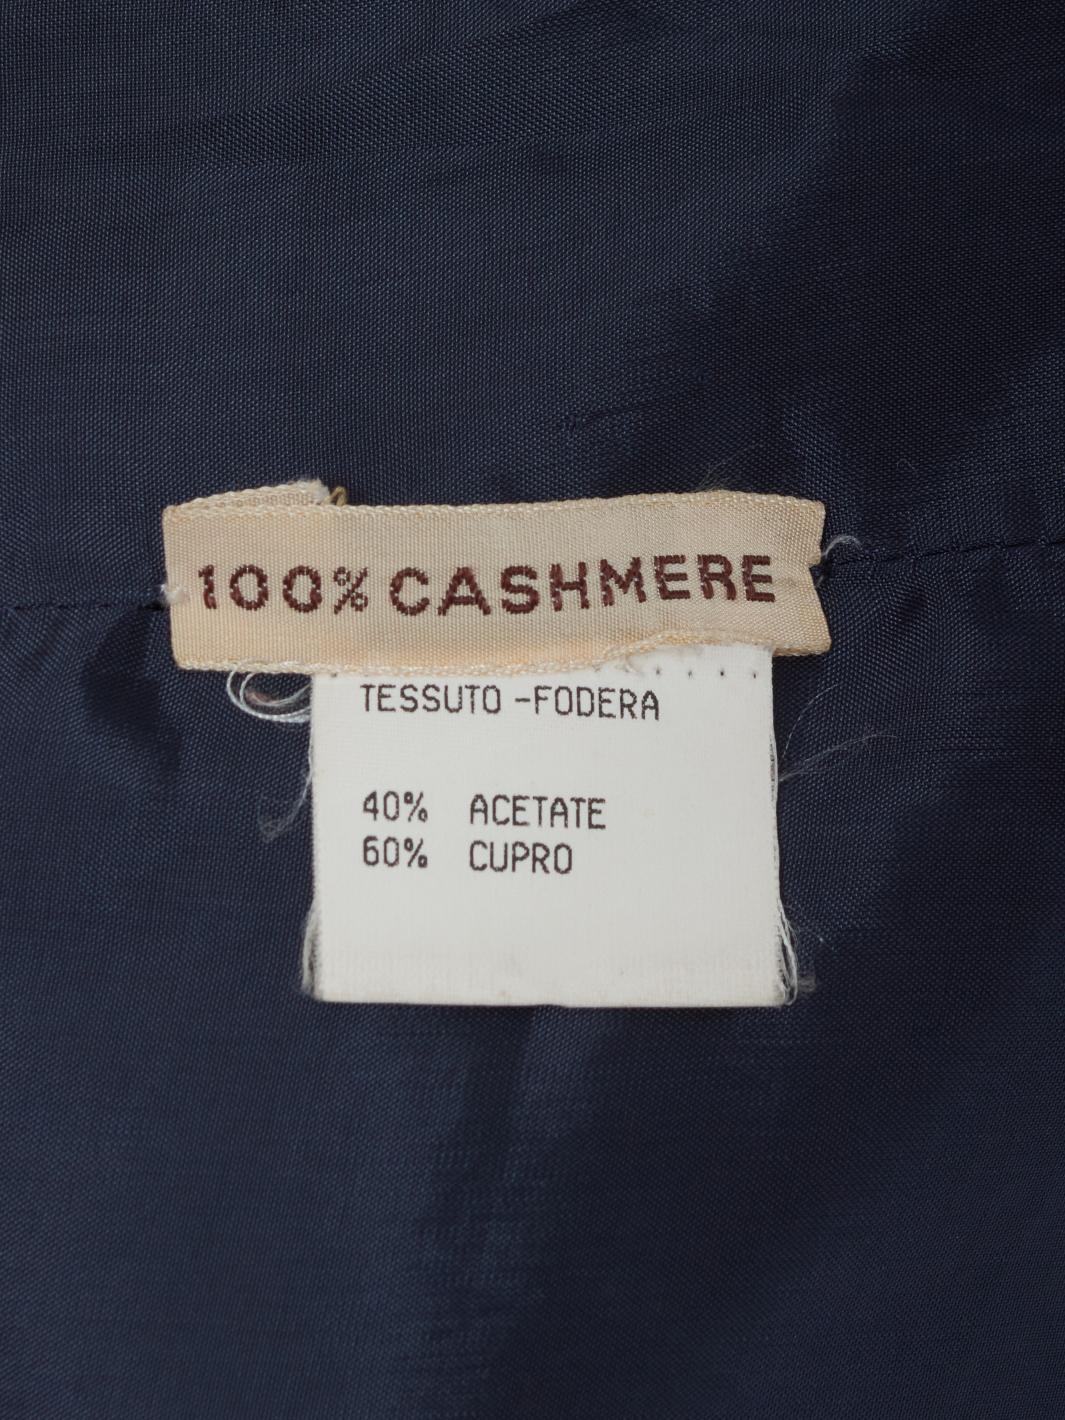 100% CASHMERE
TESSUTO -FODERA
40% ACETATE
60% CUPRO